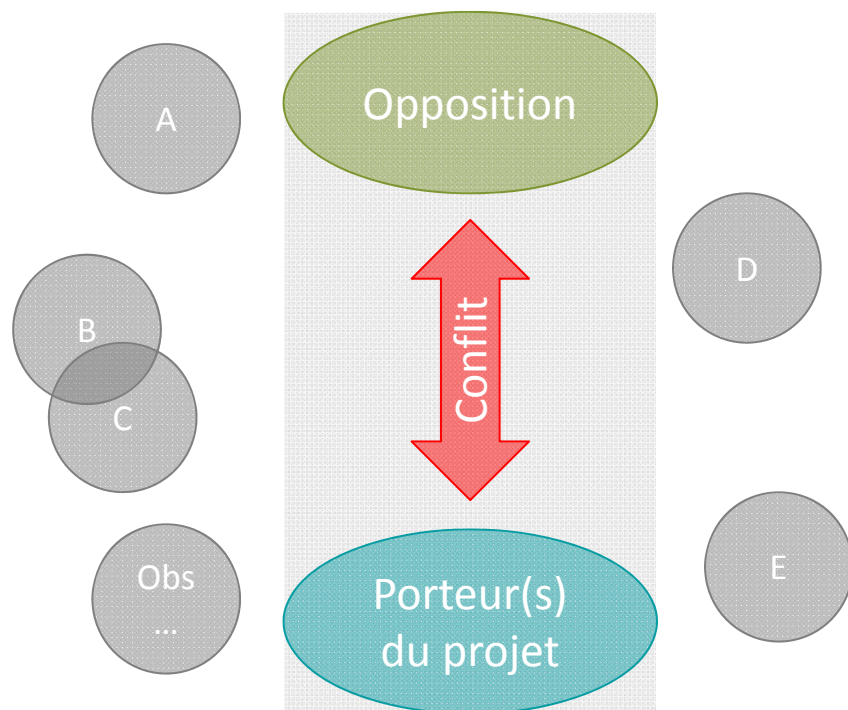 A
Opposition
D
B
Conflit
C
Obs
...
Porteur(s)
du projet
E